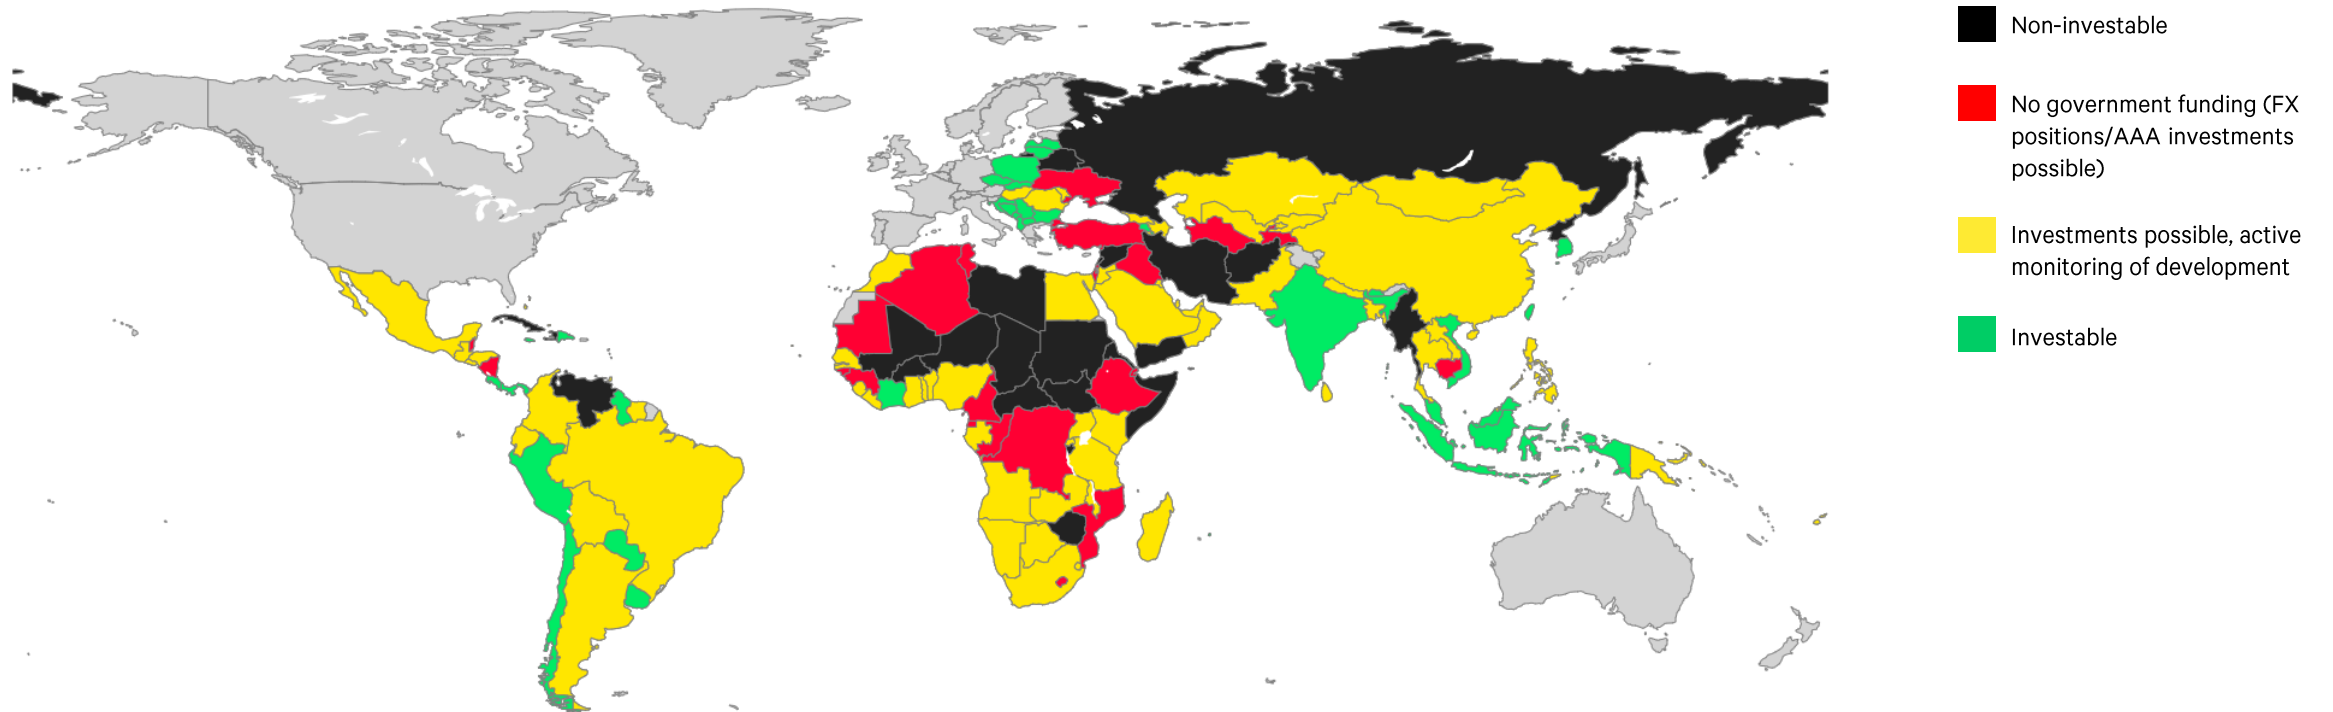 Non-investable
No government funding (FX
positions/AAA investments
possible)
Investments possible, active
monitoring of development
Investable